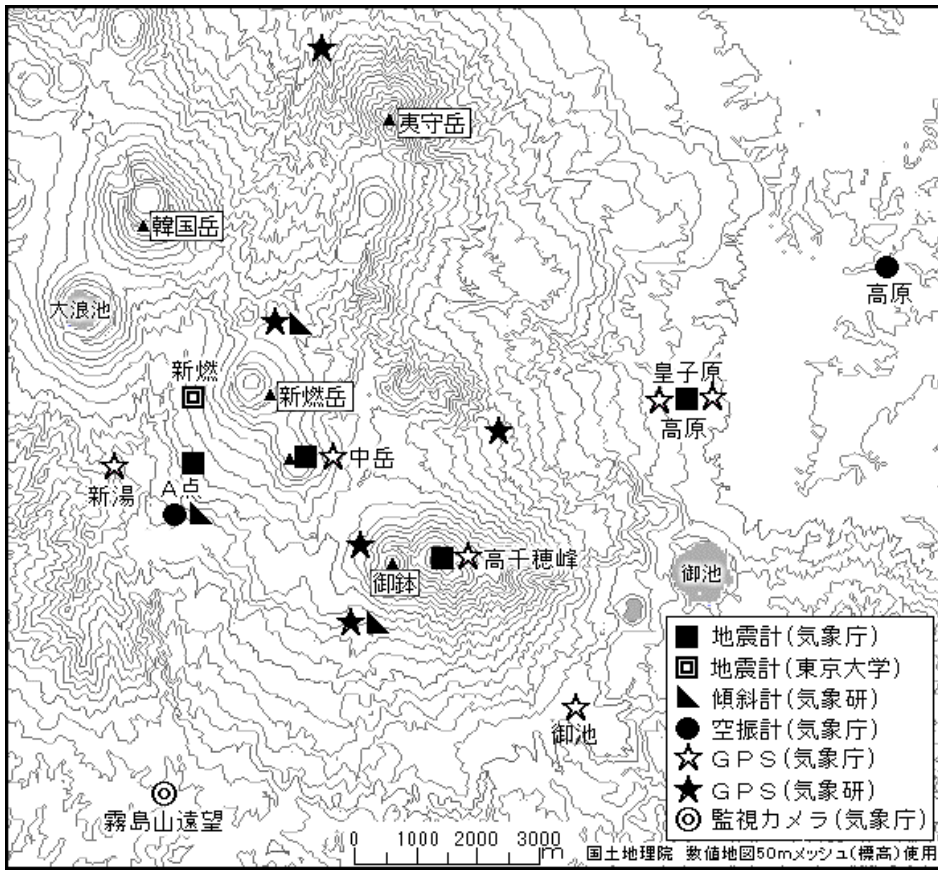 夷守岳
韓国岳
高原
大浪池
新燃
皇子原
新燃岳
高原
中岳
新湯
A点
高千穂峰
御鉢
御池
御池
霧島山遠望
■ 地震計(気象庁)
回 地震計(東京大学)
◣ 傾斜計(気象研)
● 空振計(気象庁)
☆ GPS(気象庁)
★ GPS(気象研)
◎ 監視カメラ(気象庁)
0 1000 2000 3000
m
国土地理院 数値地図50mメッシュ(標高)使用